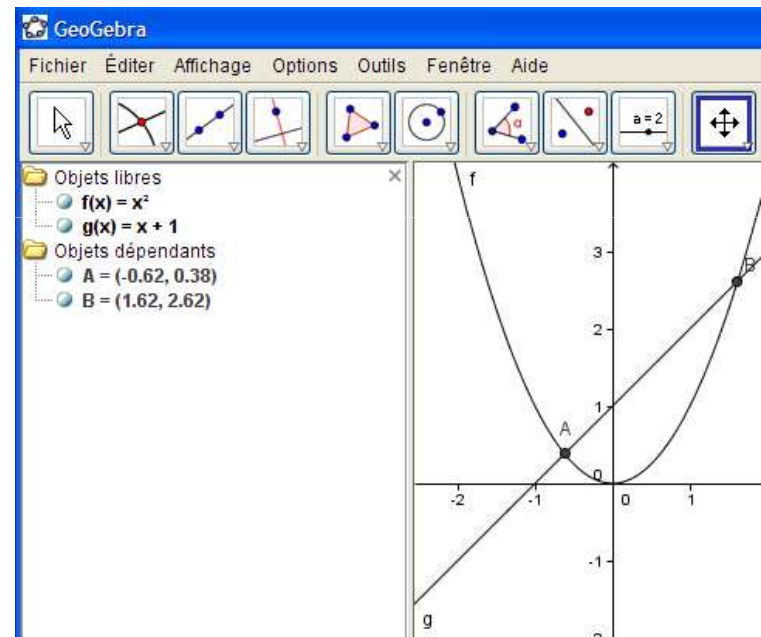 GeoGebra
Fichier Éditer Affichage Options Outils Fenêtre Aide
α a = 2
Objets libres
f(x) = x²
g(x) = x + 1
Objets dépendants
A = (-0.62, 0.38)
B = (1.62, 2.62)
f
B
3
2
1
A
0
-2 -1 0 1
-1
g
-2